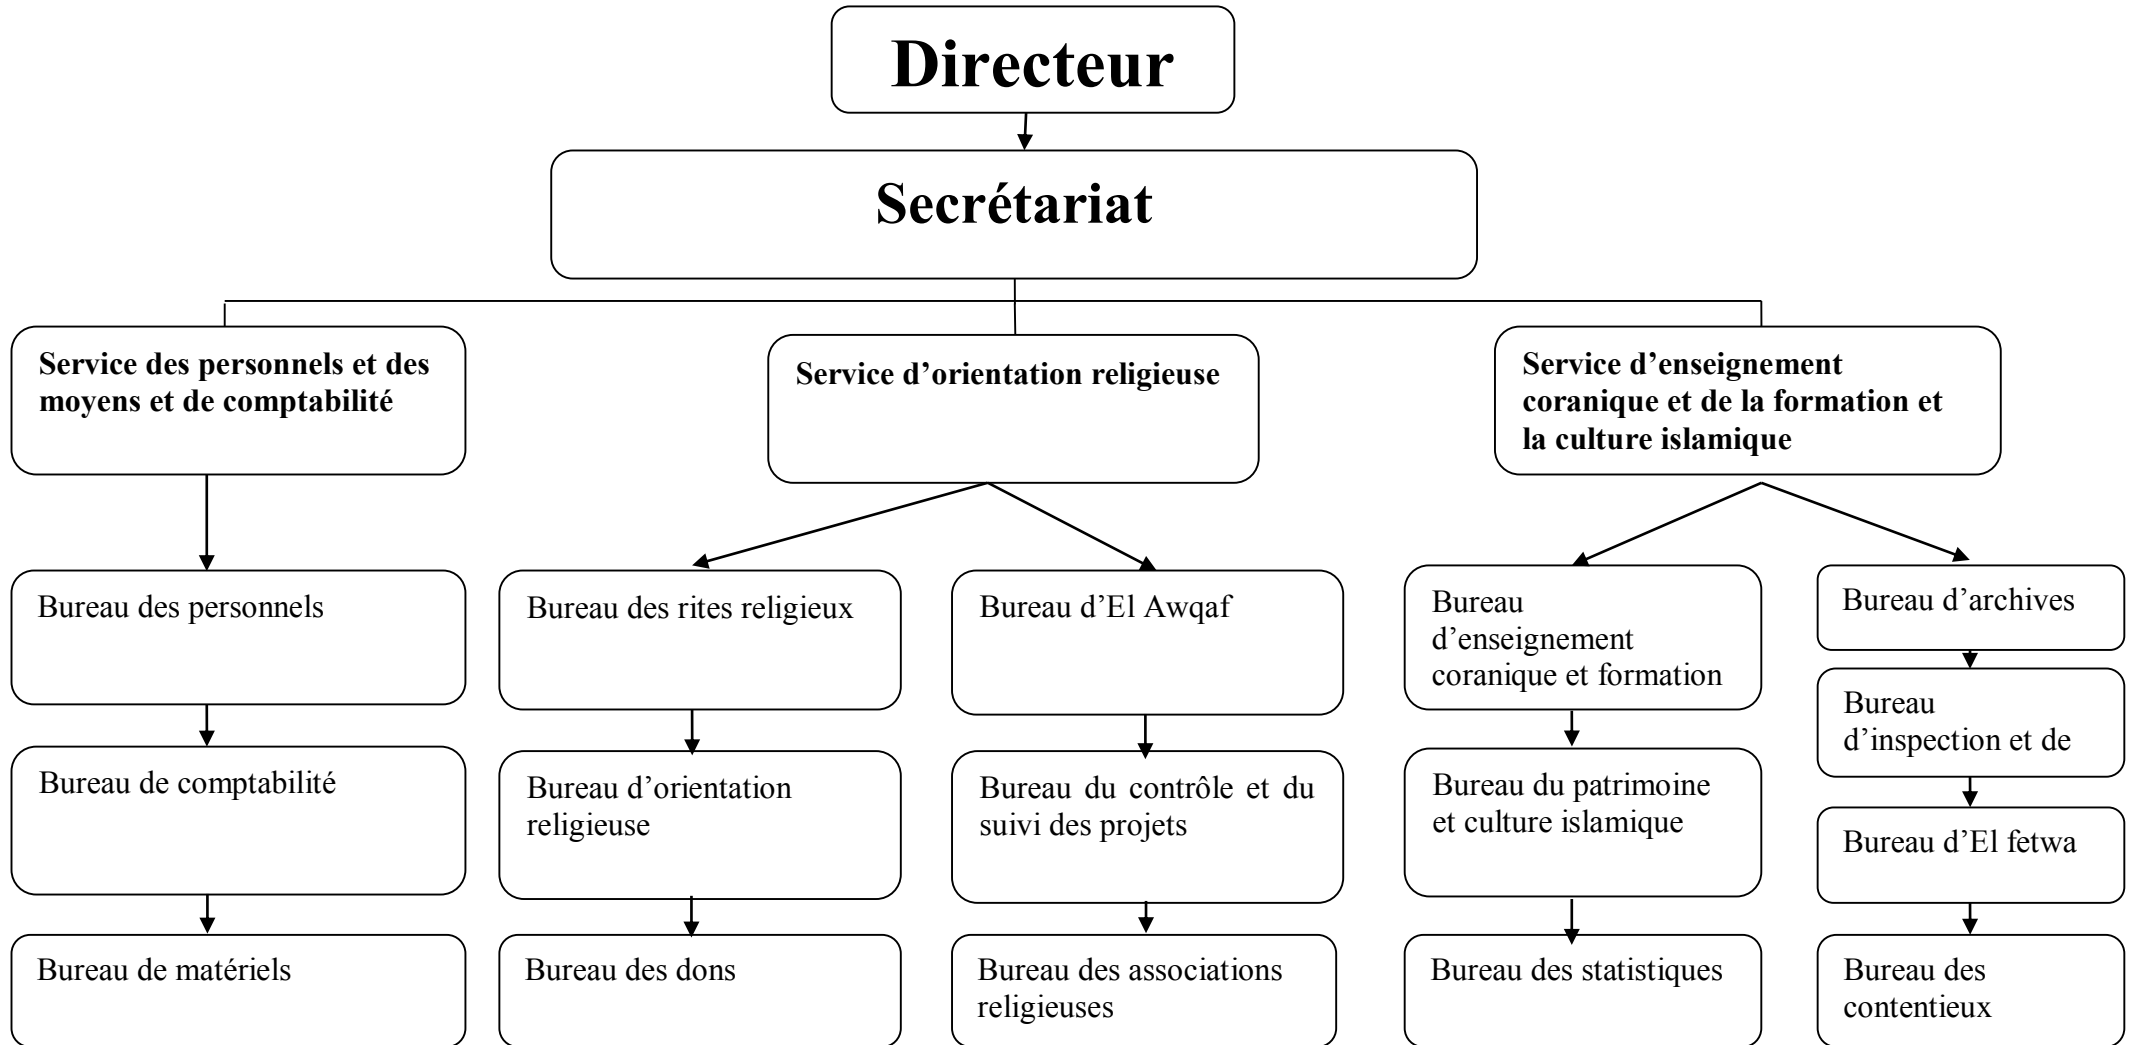 Directeur
Secrétariat
Service des personnels et des
moyens et de comptabilité
Service d’orientation religieuse
Service d’enseignement
coranique et de la formation et
la culture islamique
Bureau des personnels
Bureau des rites religieux
Bureau d’El Awqaf
Bureau
d’enseignement
coranique et formation
Bureau d’archives
Bureau
d’inspection et de
Bureau de comptabilité
Bureau d’orientation
religieuse
Bureau du contrôle et du
suivi des projets
Bureau du patrimoine
et culture islamique
Bureau d’El fetwa
Bureau de matériels
Bureau des dons
Bureau des associations
religieuses
Bureau des statistiques
Bureau des
contentieux